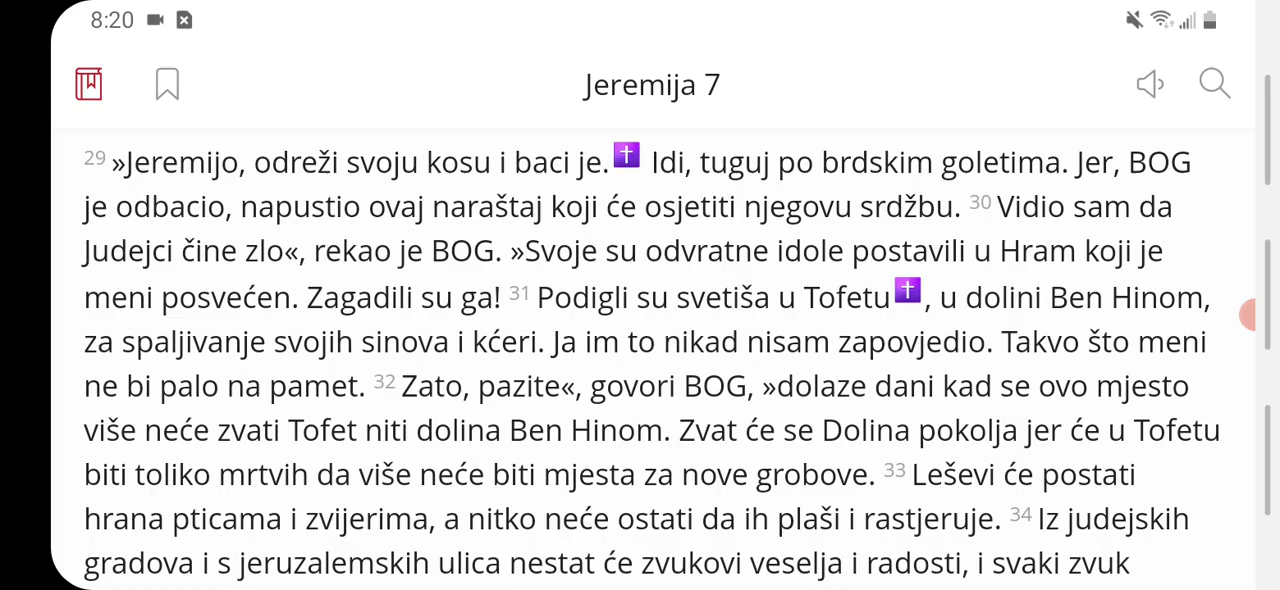 8:20
Jeremija 7
29 »Jeremijo, odreži svoju kosu i baci je.✝️ Idi, tuguj po brdskim goletima. Jer, BOG
je odbacio, napustio ovaj naraštaj koji će osjetiti njegovu srdžbu. 30 Vidio sam da
Judejci čine zlo«, rekao je BOG. »Svoje su odvratne idole postavili u Hram koji je
meni posvećen. Zagadili su ga! 31 Podigli su svetiša u Tofetu✝️, u dolini Ben Hinom,
za spaljivanje svojih sinova i kćeri. Ja im to nikad nisam zapovjedio. Takvo što meni
ne bi palo na pamet. 32 Zato, pazite«, govori BOG, »dolaze dani kad se ovo mjesto
više neće zvati Tofet niti dolina Ben Hinom. Zvat će se Dolina pokolja jer će u Tofetu
biti toliko mrtvih da više neće biti mjesta za nove grobove. 33 Leševi će postati
hrana pticama i zvijerima, a nitko neće ostati da ih plaši i rastjeruje. 34 Iz judejskih
gradova i s jeruzalemskih ulica nestat će zvukovi veselja i radosti, i svaki zvuk